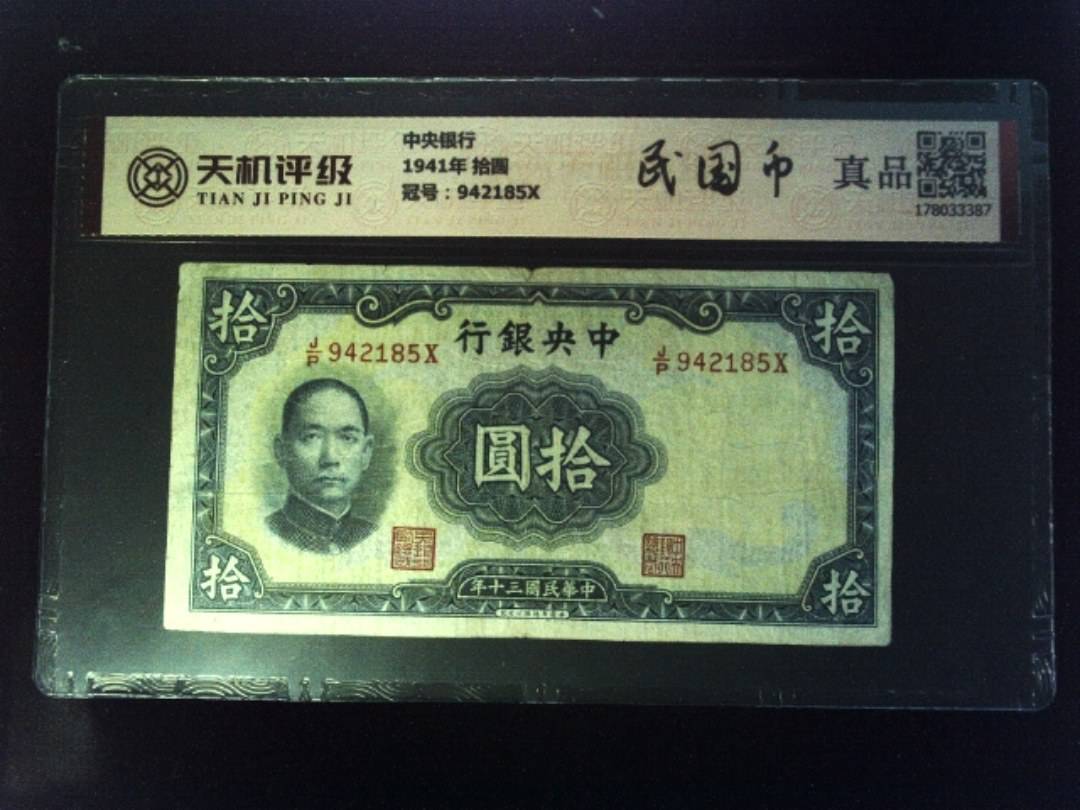 天机评级
TIAN JI PING JI
中央银行
1941年 拾圆
冠号：942185X
民国币
真品
178033387
拾
拾
行銀央中
J/P 942185X
J/P 942185X
圓拾
拾
拾
年十三國民華中